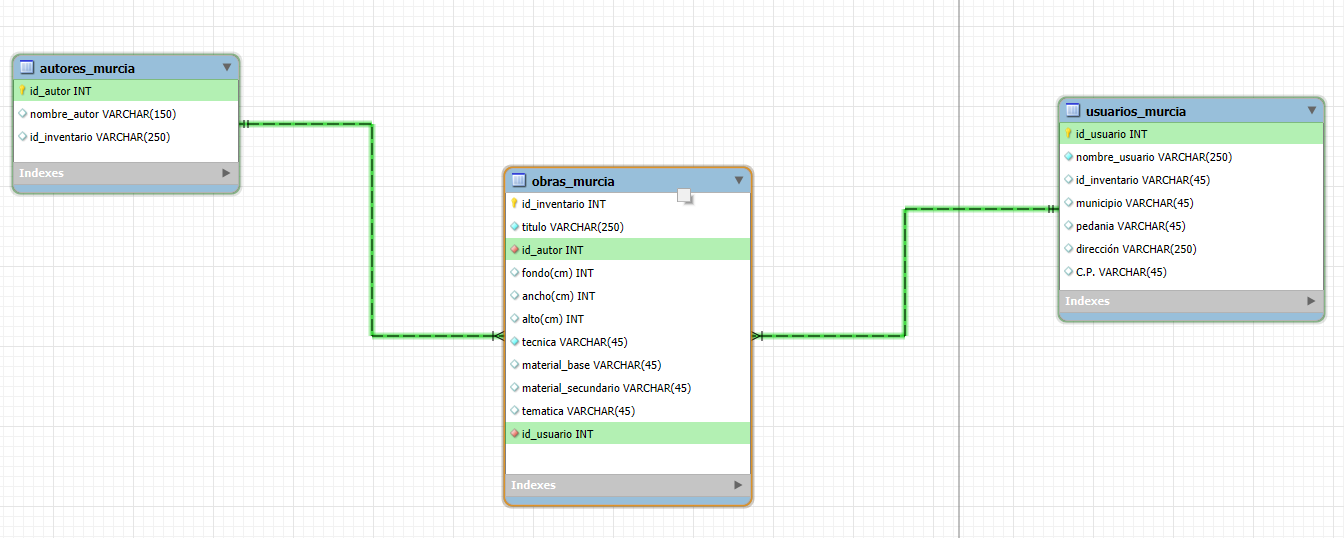 autores_murcia
id_autor INT
nombre_autor VARCHAR(150)
id_inventario VARCHAR(250)
Indexes
obras_murcia
id_inventario INT
titulo VARCHAR(250)
id_autor INT
fondo(cm) INT
ancho(cm) INT
alto(cm) INT
tecnica VARCHAR(45)
material_base VARCHAR(45)
material_secundario VARCHAR(45)
tematica VARCHAR(45)
id_usuario INT
Indexes
usuarios_murcia
id_usuario INT
nombre_usuario VARCHAR(250)
id_inventario VARCHAR(45)
municipio VARCHAR(45)
pedania VARCHAR(45)
dirección VARCHAR(250)
C.P. VARCHAR(45)
Indexes